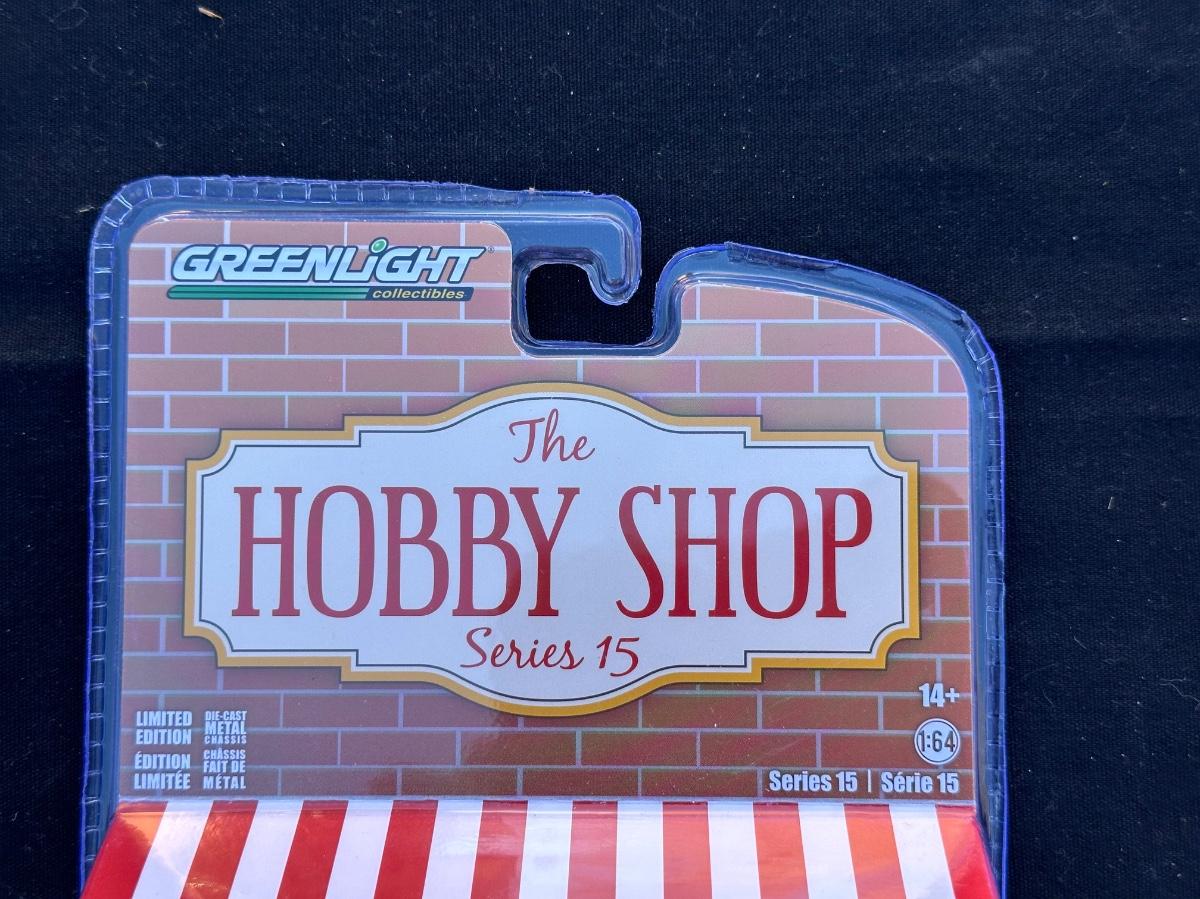 GREENLiGHT®
collectibles
The
HOBBY SHOP
Series 15
14+
1:64
LIMITED
EDITION
DIE-CAST
METAL
CHASSIS
ÉDITION
LIMITÉE
CHÂSSIS
FAIT DE
MÉTAL
Series 15 | Série 15